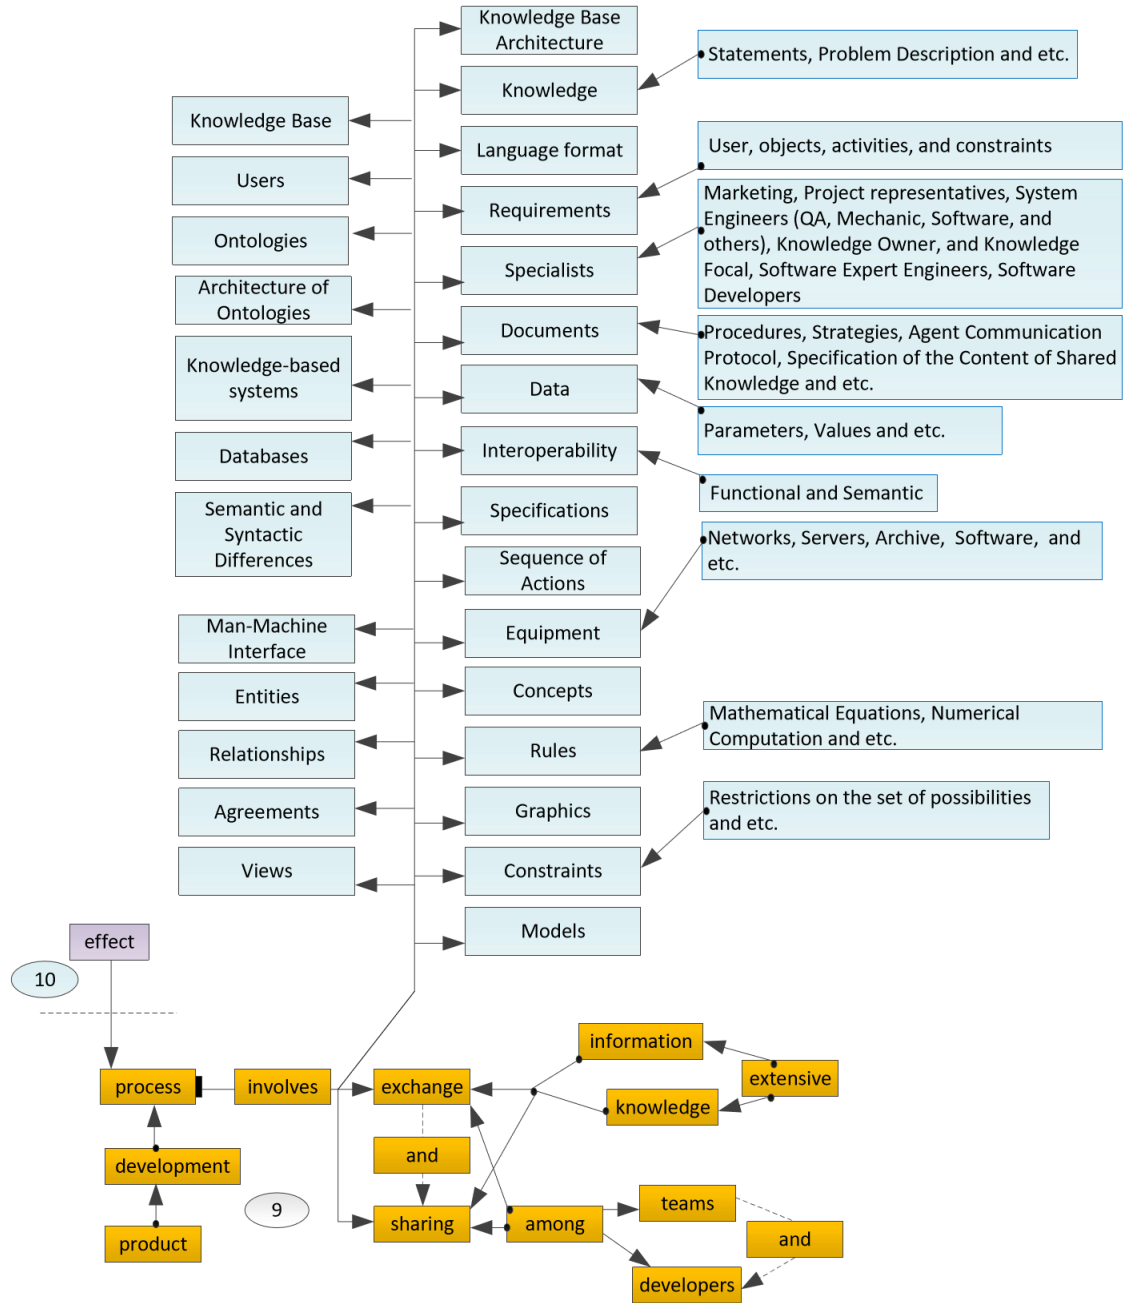 Knowledge Base
Architecture
Statements, Problem Description and etc.
Knowledge
Knowledge Base
Language format
User, objects, activities, and constraints
Users
Requirements
Marketing, Project representatives, System
Engineers (QA, Mechanic, Software, and
others), Knowledge Owner, and Knowledge
Focal, Software Expert Engineers, Software
Developers
Ontologies
Specialists
Architecture of
Ontologies
Documents
Procedures, Strategies, Agent Communication
Protocol, Specification of the Content of Shared
Knowledge and etc.
Knowledge-based
systems
Data
Parameters, Values and etc.
Databases
Interoperability
Functional and Semantic
Semantic and
Syntactic
Differences
Specifications
Networks, Servers, Archive, Software, and
etc.
Sequence of
Actions
Man-Machine
Interface
Equipment
Entities
Concepts
Mathematical Equations, Numerical
Computation and etc.
Relationships
Rules
Agreements
Graphics
Restrictions on the set of possibilities
and etc.
Views
Constraints
Models
effect
10
information
process
involves
exchange
extensive
knowledge
and
development
9
teams
sharing
among
and
product
developers